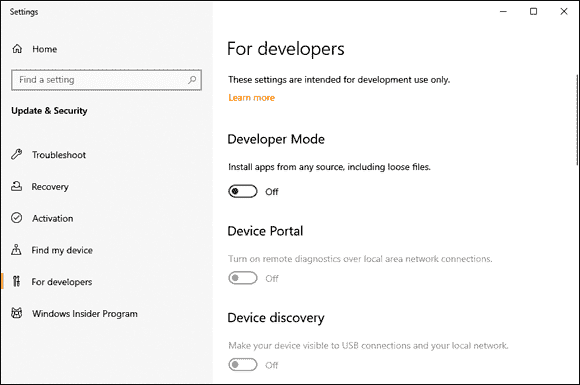 Settings
Home
Find a setting
Update & Security
Troubleshoot
Recovery
Activation
Find my device
For developers
Windows Insider Program
For developers
These settings are intended for development use only.
Learn more
Developer Mode
Install apps from any source, including loose files.
Off
Device Portal
Turn on remote diagnostics over local area network connections.
Off
Device discovery
Make your device visible to USB connections and your local network.
Off